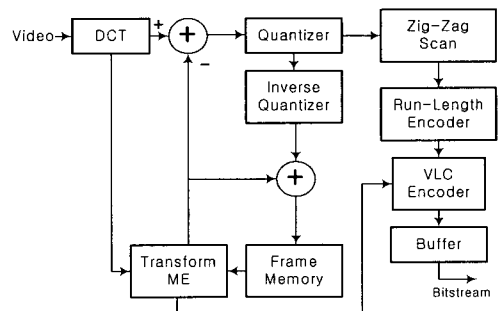 Video
DCT
+
+
−
Quantizer
Zig-Zag
Scan
Inverse
Quantizer
Run-Length
Encoder
+
VLC
Encoder
Transform
ME
Frame
Memory
Buffer
Bitstream